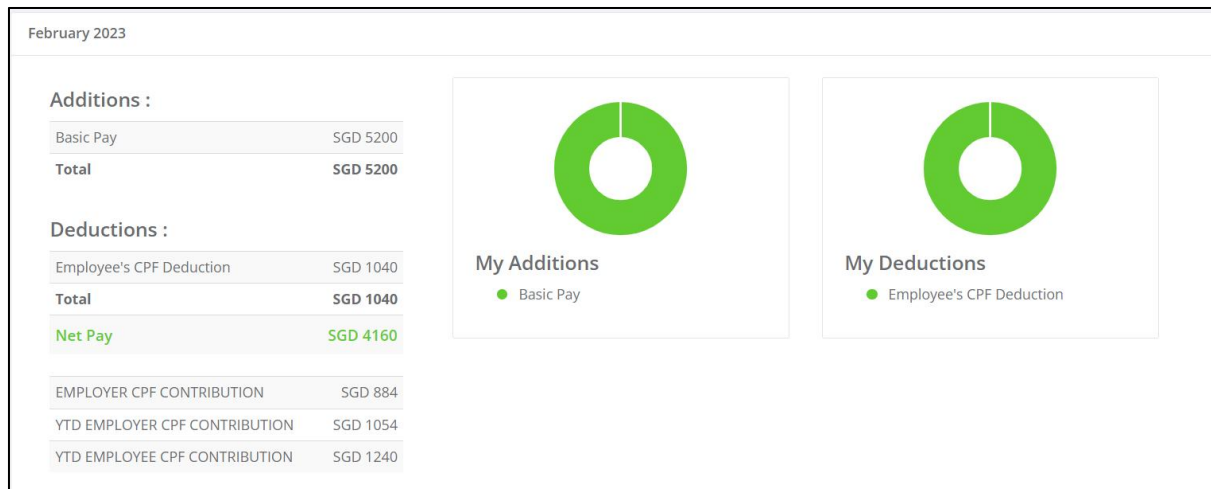 February 2023
Additions :
Basic Pay SGD 5200
Total SGD 5200
Deductions :
Employee's CPF Deduction SGD 1040
Total SGD 1040
Net Pay SGD 4160
EMPLOYER CPF CONTRIBUTION SGD 884
YTD EMPLOYER CPF CONTRIBUTION SGD 1054
YTD EMPLOYEE CPF CONTRIBUTION SGD 1240
My Additions
Basic Pay
My Deductions
Employee's CPF Deduction